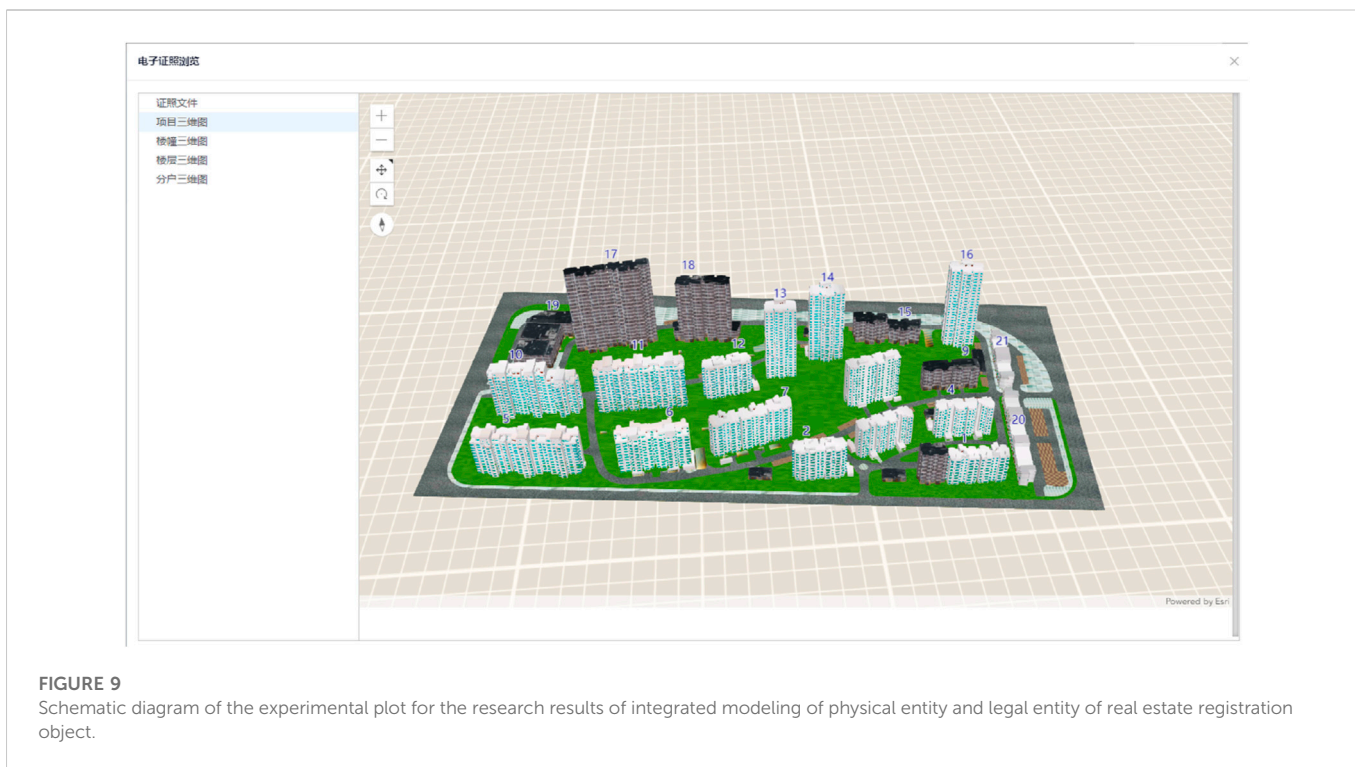 电子证照浏览
证照文件
项目三维图
楼幢三维图
楼层三维图
分户三维图
17
18
16
14
13
19
15
21
12
11
9
10
7
4
6
20
5
2
1
Powered by Esri
FIGURE 9
Schematic diagram of the experimental plot for the research results of integrated modeling of physical entity and legal entity of real estate registration
object.